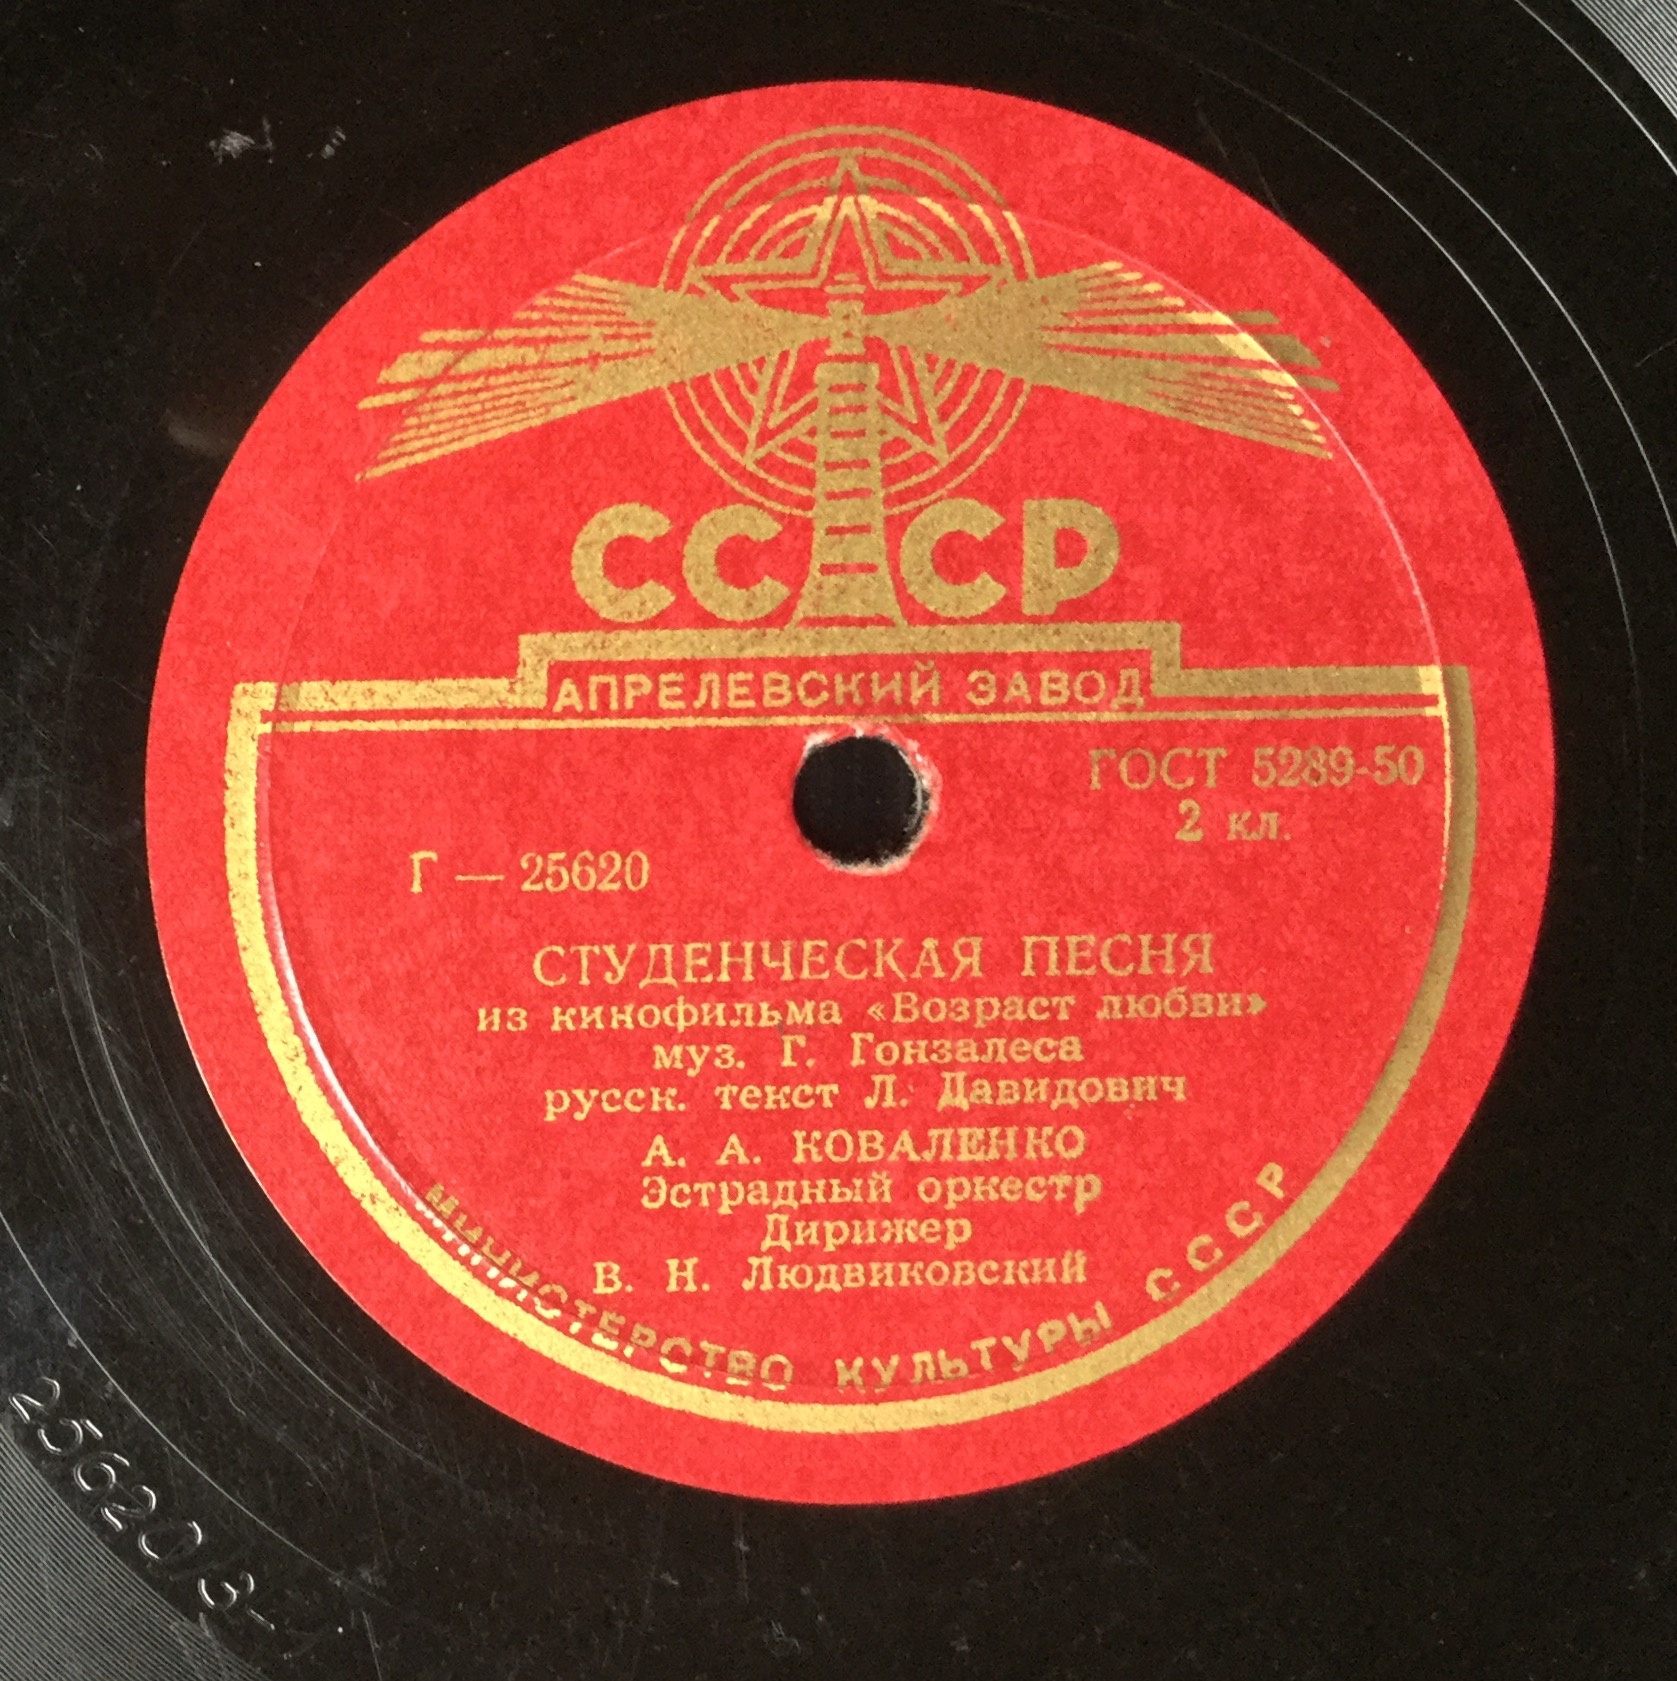 СССР
АПРЕЛЕВСКИЙ ЗАВОД
ГОСТ 5289-50
2 кл.
Г — 25620
СТУДЕНЧЕСКАЯ ПЕСНЯ
из кинофильма «Возраст любви»
муз. Г. Гонзалеса
русск. текст Л. Давидович
А. А. КОВАЛЕНКО
Эстрадный оркестр
Дирижер
В. Н. Людвиковский
МИНИСТЕРСТВО КУЛЬТУРЫ СССР
25620/3-